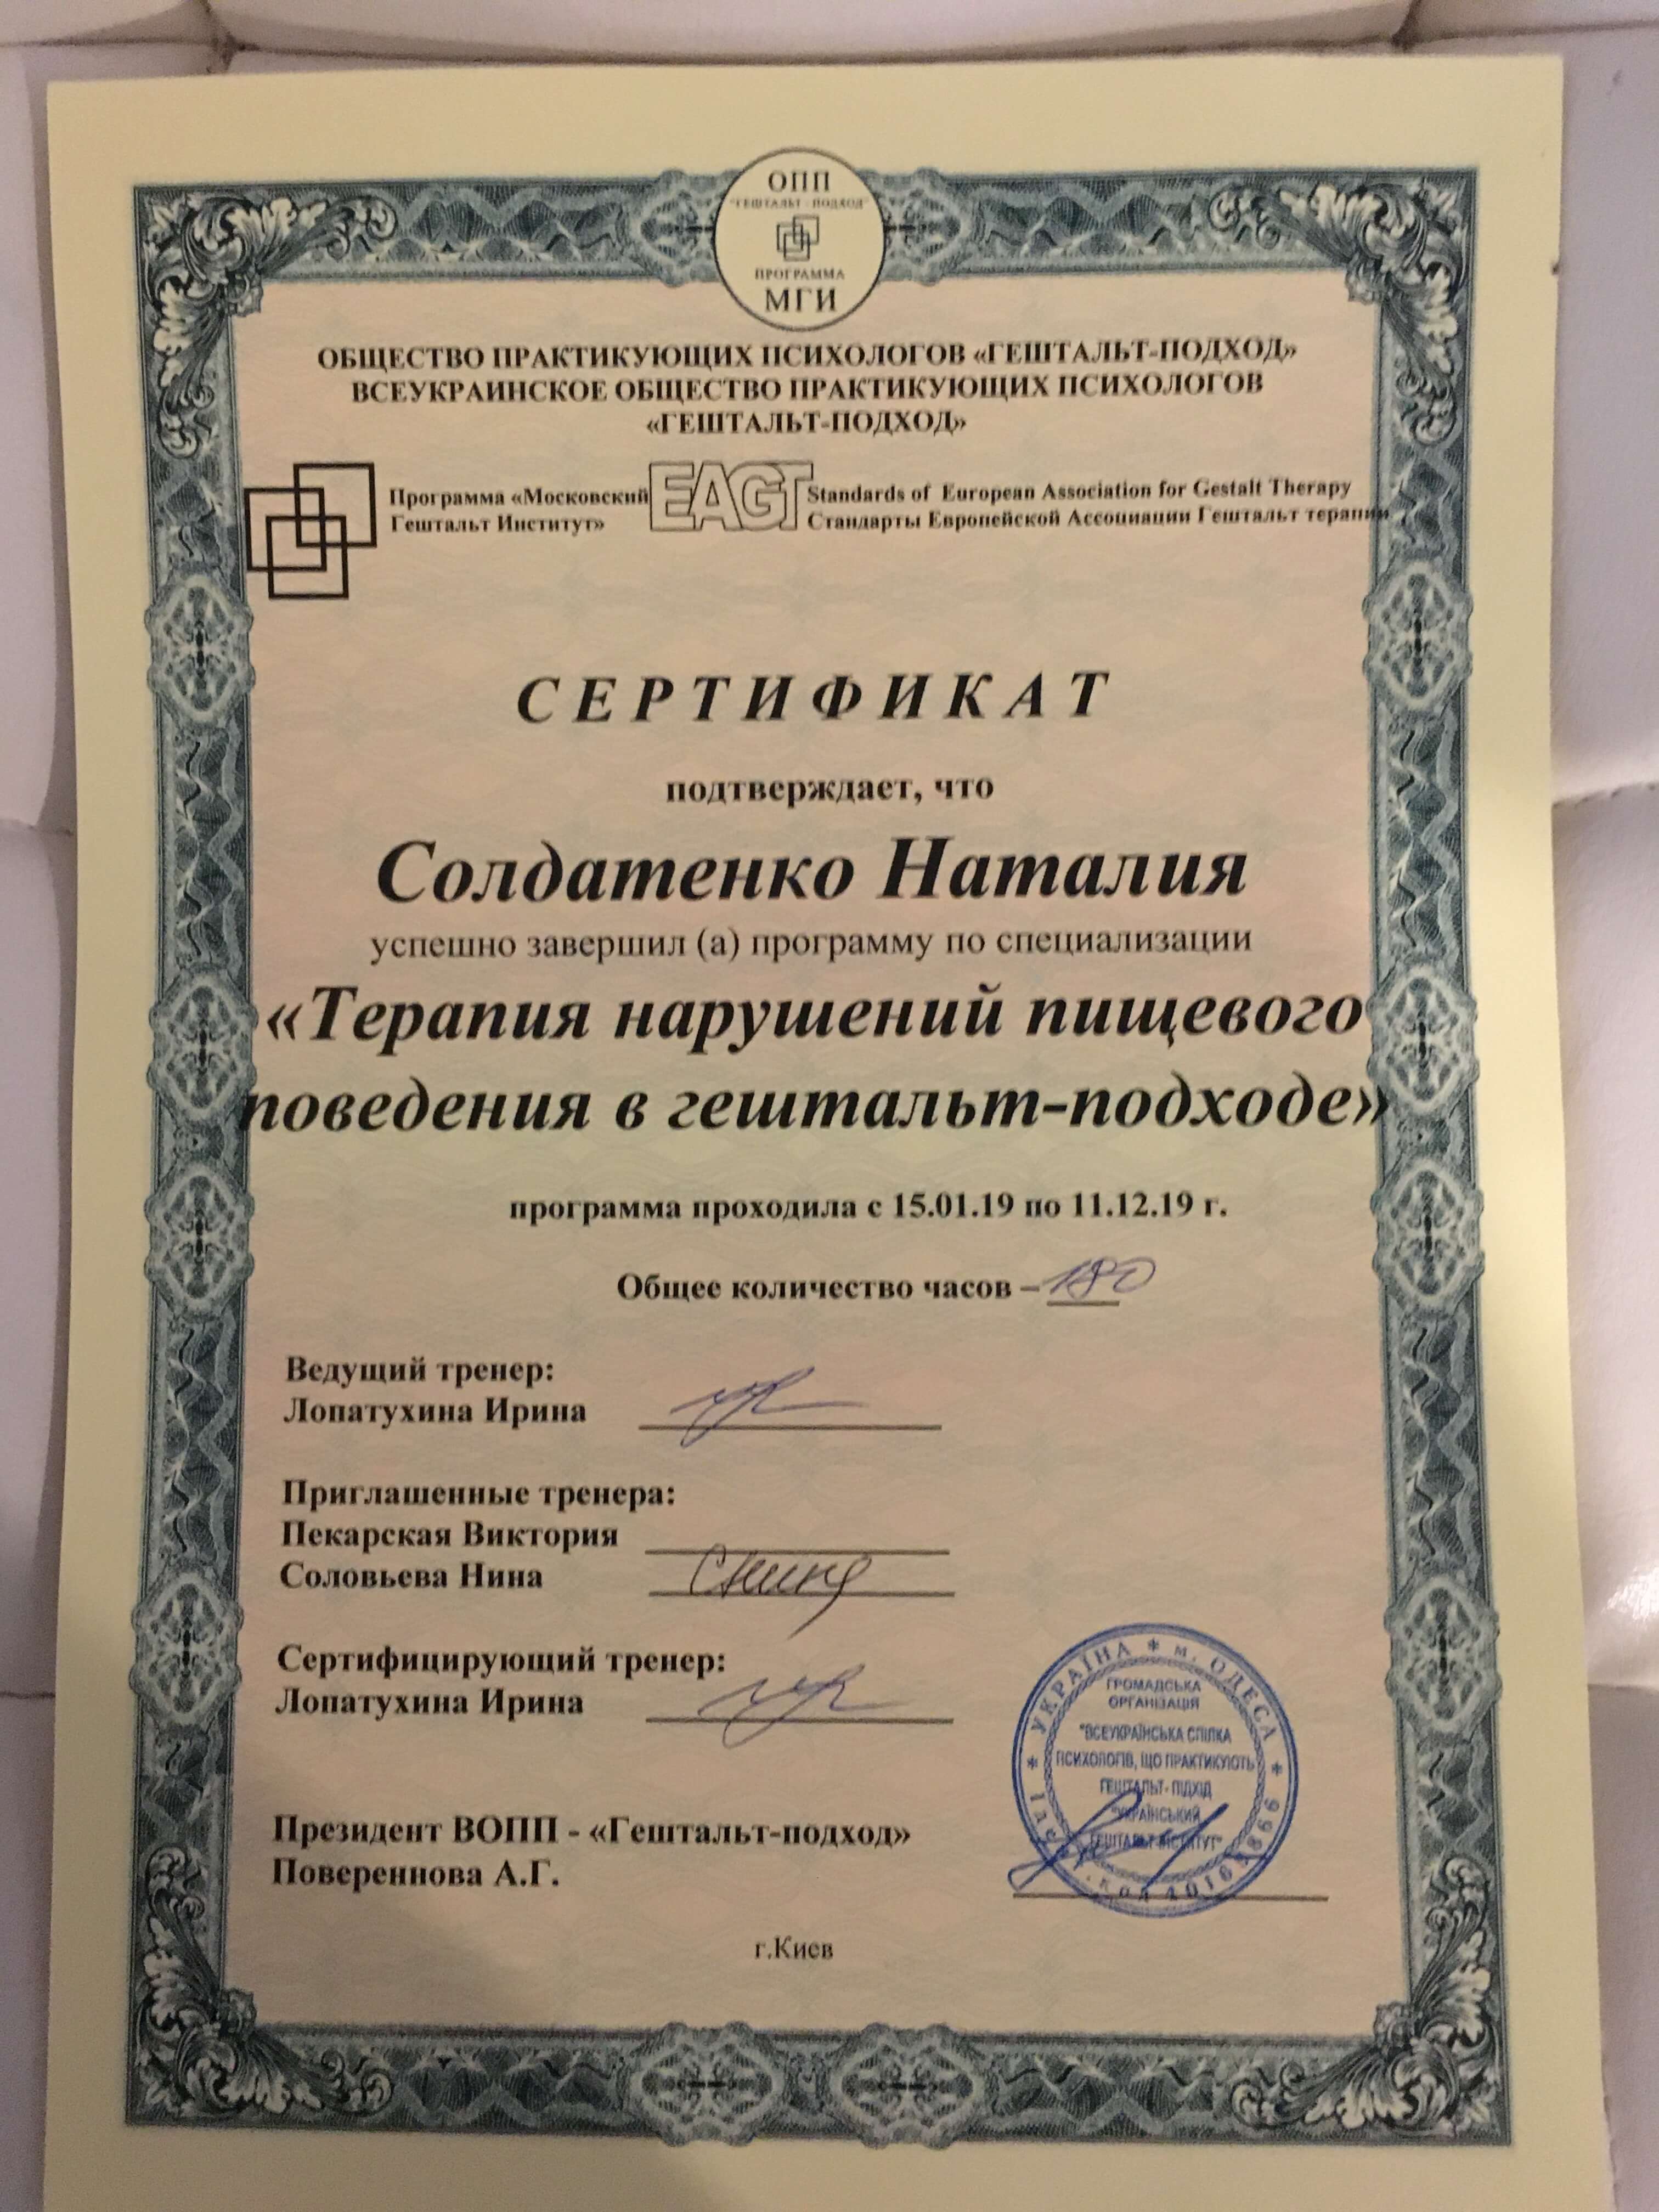 ОПП
"ГЕШТАЛЬТ - ПОДХОД"
ПРОГРАММА
МГИ
ОБЩЕСТВО ПРАКТИКУЮЩИХ ПСИХОЛОГОВ «ГЕШТАЛЬТ-ПОДХОД»
ВСЕУКРАИНСКОЕ ОБЩЕСТВО ПРАКТИКУЮЩИХ ПСИХОЛОГОВ
«ГЕШТАЛЬТ-ПОДХОД»
Программа «Московский
Гештальт Институт»
EAGT
Standards of European Association for Gestalt Therapy
Стандарты Европейской Ассоциации Гештальт терапии
СЕРТИФИКАТ
подтверждает, что
Солдатенко Наталия
успешно завершил (а) программу по специализации
«Терапия нарушений пищевого
поведения в гештальт-подходе»
программа проходила с 15.01.19 по 11.12.19 г.
Общее количество часов – 180
Ведущий тренер:
Лопатухина Ирина
Приглашенные тренера:
Пекарская Виктория
Соловьева Нина
Сертифицирующий тренер:
Лопатухина Ирина
Президент ВОПП - «Гештальт-подход»
Повереннова А.Г.
УКРАЇНА * м. ОДЕСА *
ГРОМАДСЬКА
ОРГАНІЗАЦІЯ
"ВСЕУКРАЇНСЬКА СПІЛКА
ПСИХОЛОГІВ, ЩО ПРАКТИКУЮТЬ
ГЕШТАЛЬТ- ПІДХІД
"УКРАЇНСЬКИЙ
ГЕШТАЛЬТ ІНСТИТУТ"
г.Киев